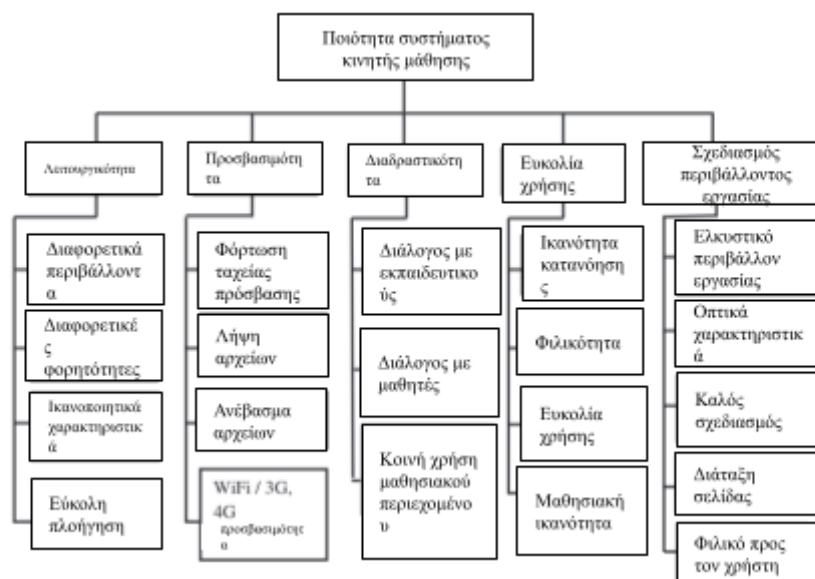 Ποιότητα συστήματος
κινητής μάθησης
Λειτουργικότητα
Προσβασιμότη
τα
Διαδραστικότη
τα
Ευκολία
χρήσης
Σχεδιασμός
περιβάλλοντος
εργασίας
Διαφορετικά
περιβάλλοντ
α
Διαφορετικέ
ς
φορητότητες
Ικανοποιητικά
χαρακτηριστικ
ά
Εύκολη
πλοήγηση
Φόρτωση
ταχείας
πρόσβασης
Λήψη
αρχείων
Ανέβασμα
αρχείων
WiFi / 3G,
4G
προσβασιμότητ
α
Διάλογος με
εκπαιδευτικο
ύς
Διάλογος με
μαθητές
Κοινή χρήση
μαθησιακού
περιεχομένο
υ
Ικανότητα
κατανόηση
ς
Φιλικότητα
Ευκολία
χρήσης
Μαθησιακή
ικανότητα
Ελκυστικό
περιβάλλον
εργασίας
Οπτικά
χαρακτηριστικ
ά
Καλός
σχεδιασμός
Διάταξη
σελίδας
Φιλικό προς
τον χρήστη